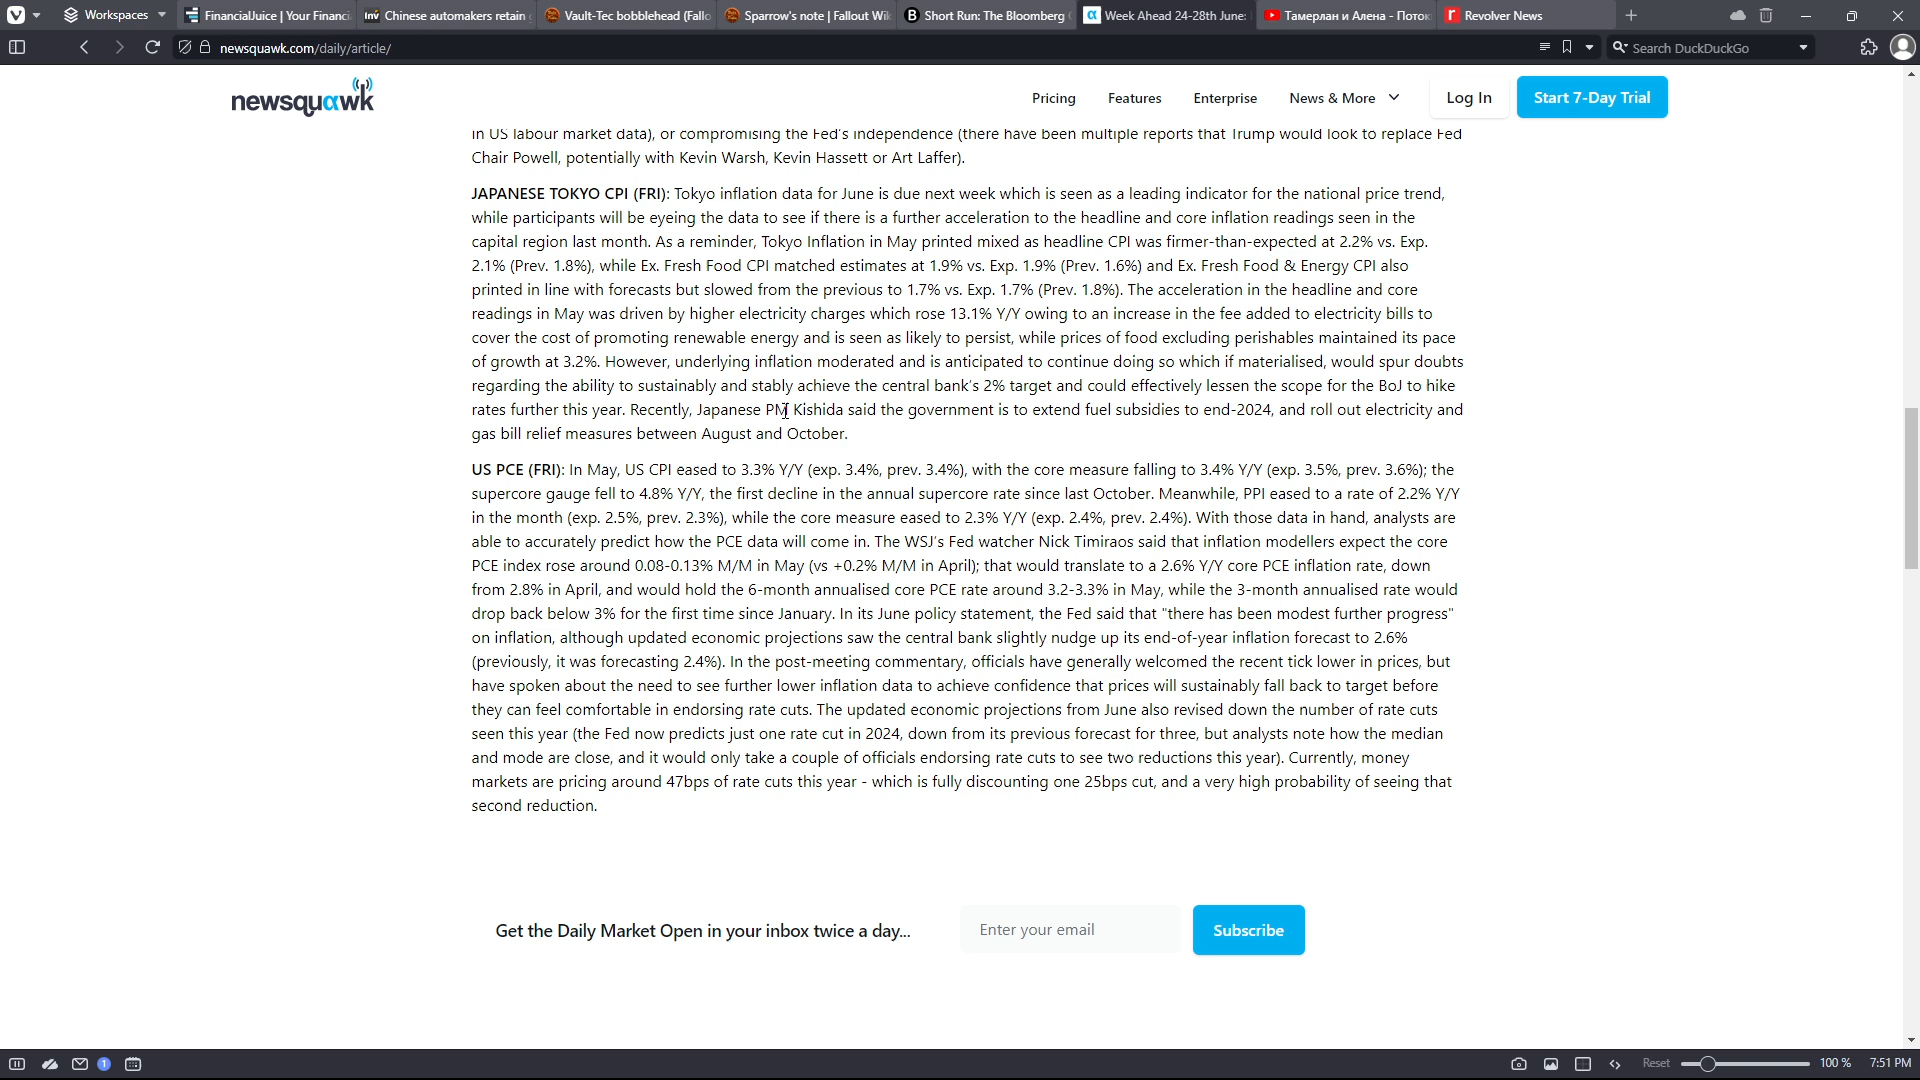 Workspaces
FinancialJuice | Your Financi
Chinese automakers retain
Vault-Tec bobblehead (Fallo
Sparrow's note | Fallout Wik
Short Run: The Bloomberg
Week Ahead 24-28th June:
Тамерлан и Алена - Поток
Revolver News
newsquawk.com/daily/article/
Search DuckDuckGo
newsquawk
Pricing
Features
Enterprise
News & More
Log In
Start 7-Day Trial
in US labour market data), or compromising the Fed's independence (there have been multiple reports that Trump would look to replace Fed
Chair Powell, potentially with Kevin Warsh, Kevin Hassett or Art Laffer).
JAPANESE TOKYO CPI (FRI): Tokyo inflation data for June is due next week which is seen as a leading indicator for the national price trend,
while participants will be eyeing the data to see if there is a further acceleration to the headline and core inflation readings seen in the
capital region last month. As a reminder, Tokyo Inflation in May printed mixed as headline CPI was firmer-than-expected at 2.2% vs. Exp.
2.1% (Prev. 1.8%), while Ex. Fresh Food CPI matched estimates at 1.9% vs. Exp. 1.9% (Prev. 1.6%) and Ex. Fresh Food & Energy CPI also
printed in line with forecasts but slowed from the previous to 1.7% vs. Exp. 1.7% (Prev. 1.8%). The acceleration in the headline and core
readings in May was driven by higher electricity charges which rose 13.1% Y/Y owing to an increase in the fee added to electricity bills to
cover the cost of promoting renewable energy and is seen as likely to persist, while prices of food excluding perishables maintained its pace
of growth at 3.2%. However, underlying inflation moderated and is anticipated to continue doing so which if materialised, would spur doubts
regarding the ability to sustainably and stably achieve the central bank's 2% target and could effectively lessen the scope for the BoJ to hike
rates further this year. Recently, Japanese PM Kishida said the government is to extend fuel subsidies to end-2024, and roll out electricity and
gas bill relief measures between August and October.
US PCE (FRI): In May, US CPI eased to 3.3% Y/Y (exp. 3.4%, prev. 3.4%), with the core measure falling to 3.4% Y/Y (exp. 3.5%, prev. 3.6%); the
supercore gauge fell to 4.8% Y/Y, the first decline in the annual supercore rate since last October. Meanwhile, PPI eased to a rate of 2.2% Y/Y
in the month (exp. 2.5%, prev. 2.3%), while the core measure eased to 2.3% Y/Y (exp. 2.4%, prev. 2.4%). With those data in hand, analysts are
able to accurately predict how the PCE data will come in. The WSJ's Fed watcher Nick Timiraos said that inflation modellers expect the core
PCE index rose around 0.08-0.13% M/M in May (vs +0.2% M/M in April); that would translate to a 2.6% Y/Y core PCE inflation rate, down
from 2.8% in April, and would hold the 6-month annualised core PCE rate around 3.2-3.3% in May, while the 3-month annualised rate would
drop back below 3% for the first time since January. In its June policy statement, the Fed said that "there has been modest further progress"
on inflation, although updated economic projections saw the central bank slightly nudge up its end-of-year inflation forecast to 2.6%
(previously, it was forecasting 2.4%). In the post-meeting commentary, officials have generally welcomed the recent tick lower in prices, but
have spoken about the need to see further lower inflation data to achieve confidence that prices will sustainably fall back to target before
they can feel comfortable in endorsing rate cuts. The updated economic projections from June also revised down the number of rate cuts
seen this year (the Fed now predicts just one rate cut in 2024, down from its previous forecast for three, but analysts note how the median
and mode are close, and it would only take a couple of officials endorsing rate cuts to see two reductions this year). Currently, money
markets are pricing around 47bps of rate cuts this year - which is fully discounting one 25bps cut, and a very high probability of seeing that
second reduction.
Get the Daily Market Open in your inbox twice a day...
Enter your email
Subscribe
1
Reset
100 %
7:51 PM